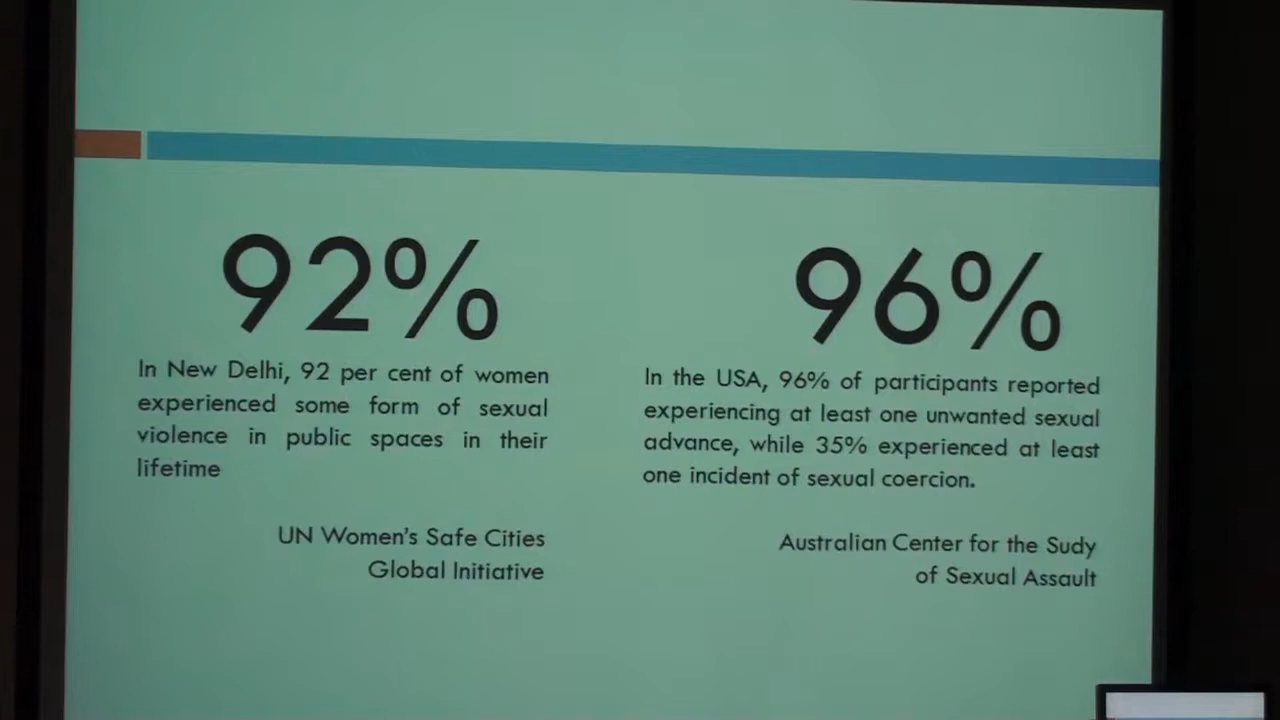 92%
In New Delhi, 92 per cent of women
experienced some form of sexual
violence in public spaces in their
lifetime
UN Women's Safe Cities
Global Initiative
96%
In the USA, 96% of participants reported
experiencing at least one unwanted sexual
advance, while 35% experienced at least
one incident of sexual coercion.
Australian Center for the Sudy
of Sexual Assault